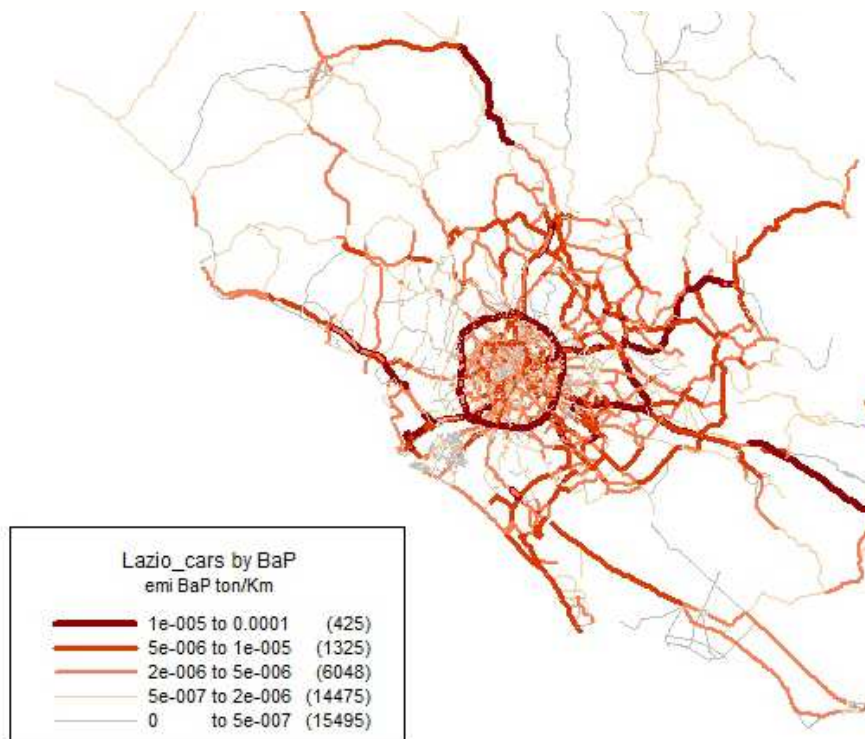 Lazio_cars by BaP
emi BaP ton/Km
1e-005 to 0.0001 (425)
5e-006 to 1e-005 (1325)
2e-006 to 5e-006 (6048)
5e-007 to 2e-006 (14475)
0 to 5e-007 (15495)